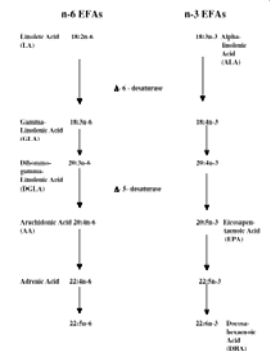 n-6 EFAs
n-3 EFAs
Linoleic Acid 18:2n-6
(LA)
18:3n-3 Alpha-
linolenic
Acid
(ALA)
Δ- 6 - desaturase
Gamma- 18:3n-6
Linolenic Acid
(GLA)
18:4n-3
Dihommo- 20:3n-6
gamma-
Linolenic Acid
(DGLA)
20:4n-3
Δ- 5- desaturase
Arachidonic Acid 20:4n-6
(AA)
20:5n-3 Eicosapen-
taenoic Acid
(EPA)
Adrenic Acid 22:4n-6
22:5n-3
22:5n-6
22:6n-3 Docosa-
hexanoic
Acid
(DHA)